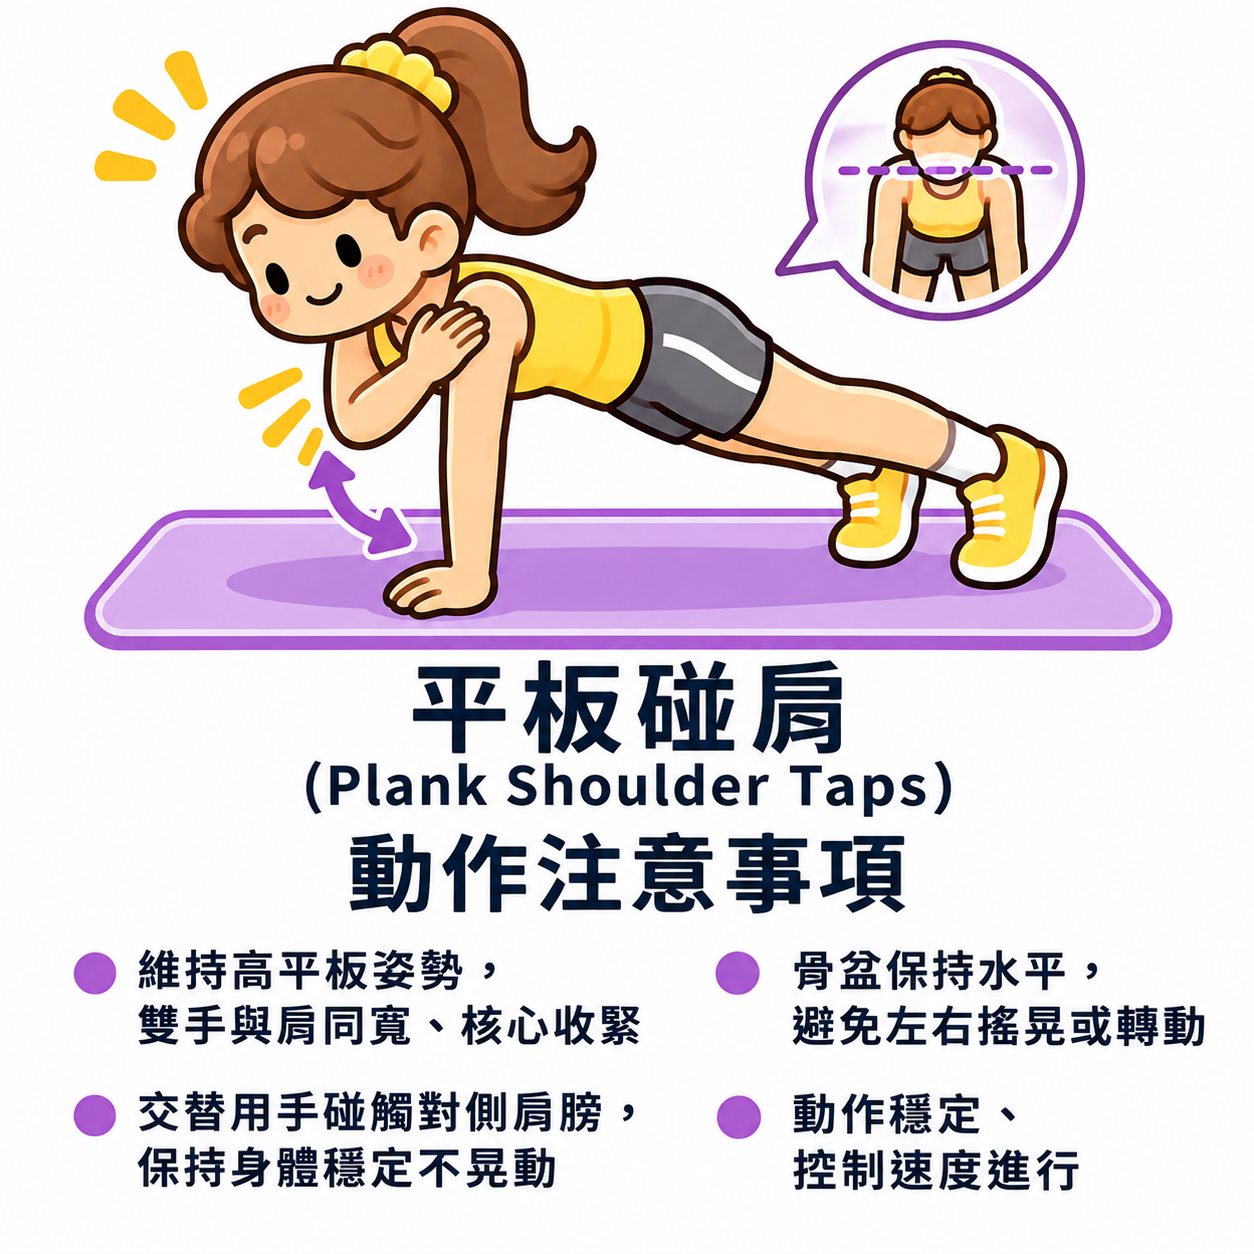 平板碰肩
(Plank Shoulder Taps)
動作注意事項
維持高平板姿勢，
雙手與肩同寬、核心收緊
交替用手碰觸對側肩膀，
保持身體穩定不晃動
骨盆保持水平，
避免左右搖晃或轉動
動作穩定、
控制速度進行